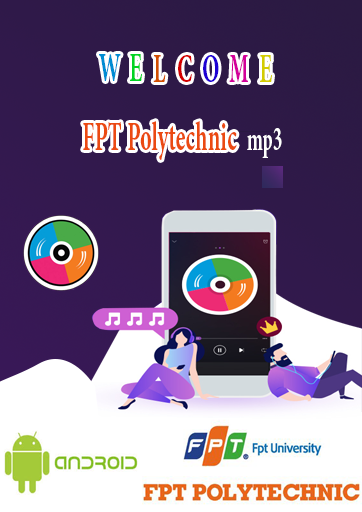 WELCOME
FPT Polytechnic mp3
FPT Fpt University
ANDROID
FPT POLYTECHNIC